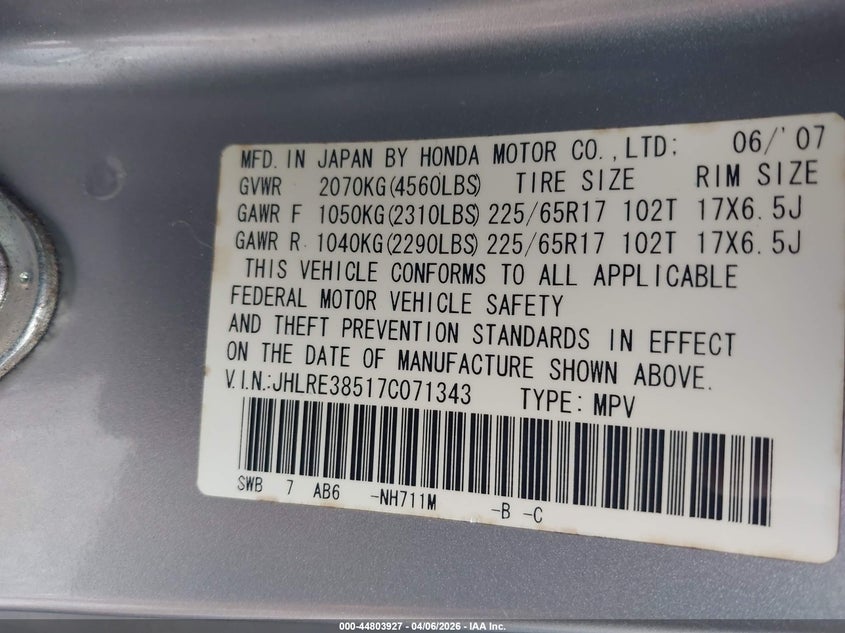 MFD. IN JAPAN BY HONDA MOTOR CO., LTD; 06/'07
GVWR 2070KG(4560LBS) TIRE SIZE RIM SIZE
GAWR F 1050KG(2310LBS) 225/65R17 102T 17X6.5J
GAWR R 1040KG(2290LBS) 225/65R17 102T 17X6.5J
THIS VEHICLE CONFORMS TO ALL APPLICABLE
FEDERAL MOTOR VEHICLE SAFETY
AND THEFT PREVENTION STANDARDS IN EFFECT
ON THE DATE OF MANUFACTURE SHOWN ABOVE.
V.I.N.:JHLRE38517C071343 TYPE: MPV
SWB 7 AB6 -NH711M -B -C
000-44803927 - 04/06/2026 - IAA Inc.